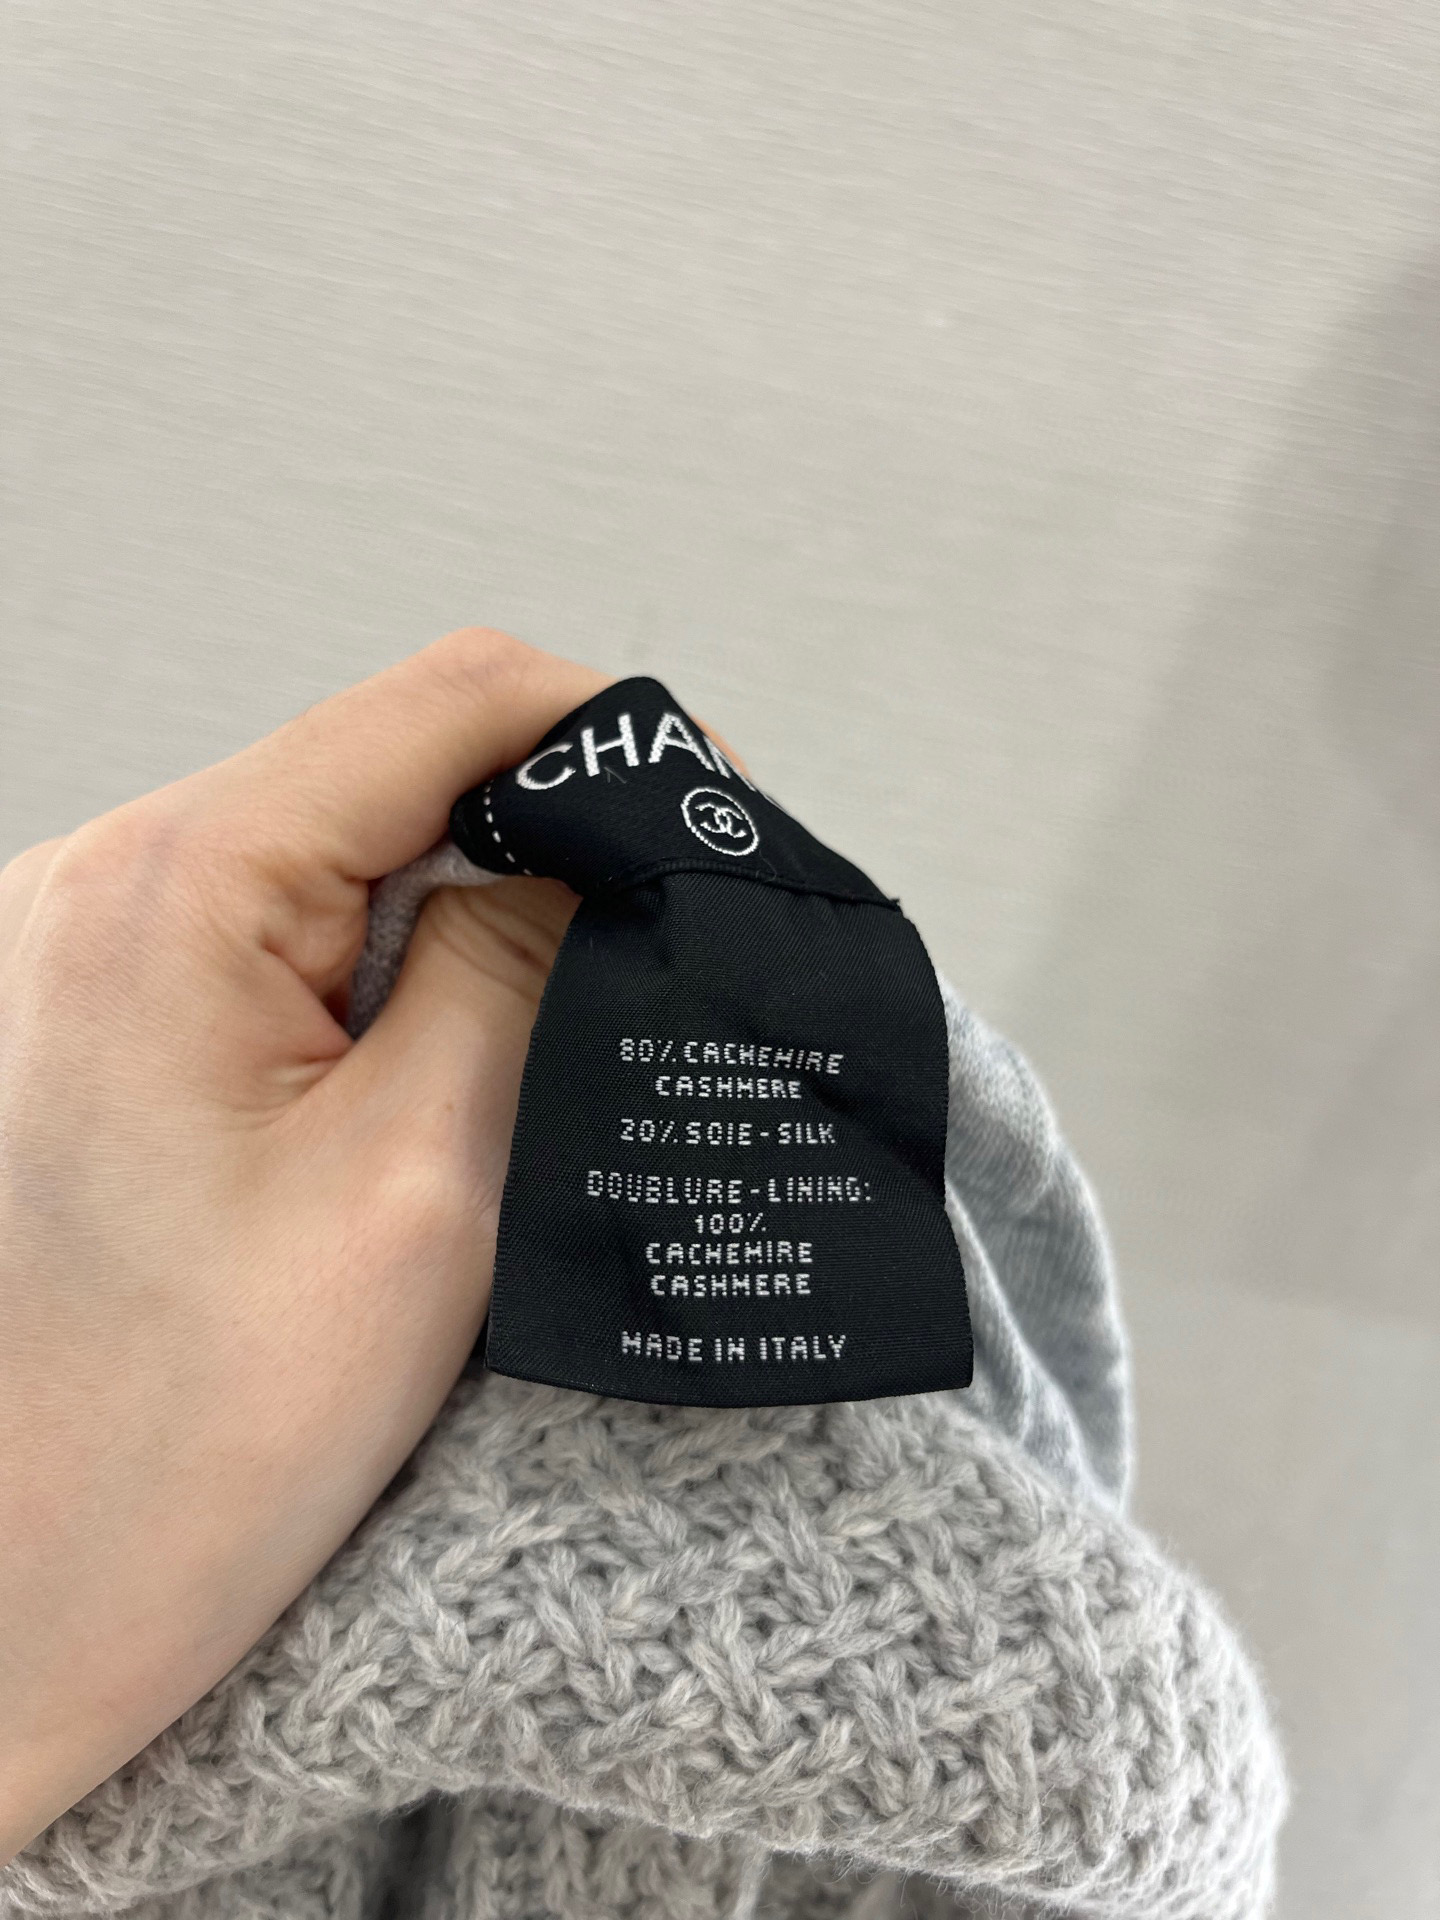 CHAN
80% CACHEMIRE
CASHMERE
20% SOIE-SILK
DOUBLURE-LINING:
100%
CACHEMIRE
CASHMERE
MADE IN ITALY